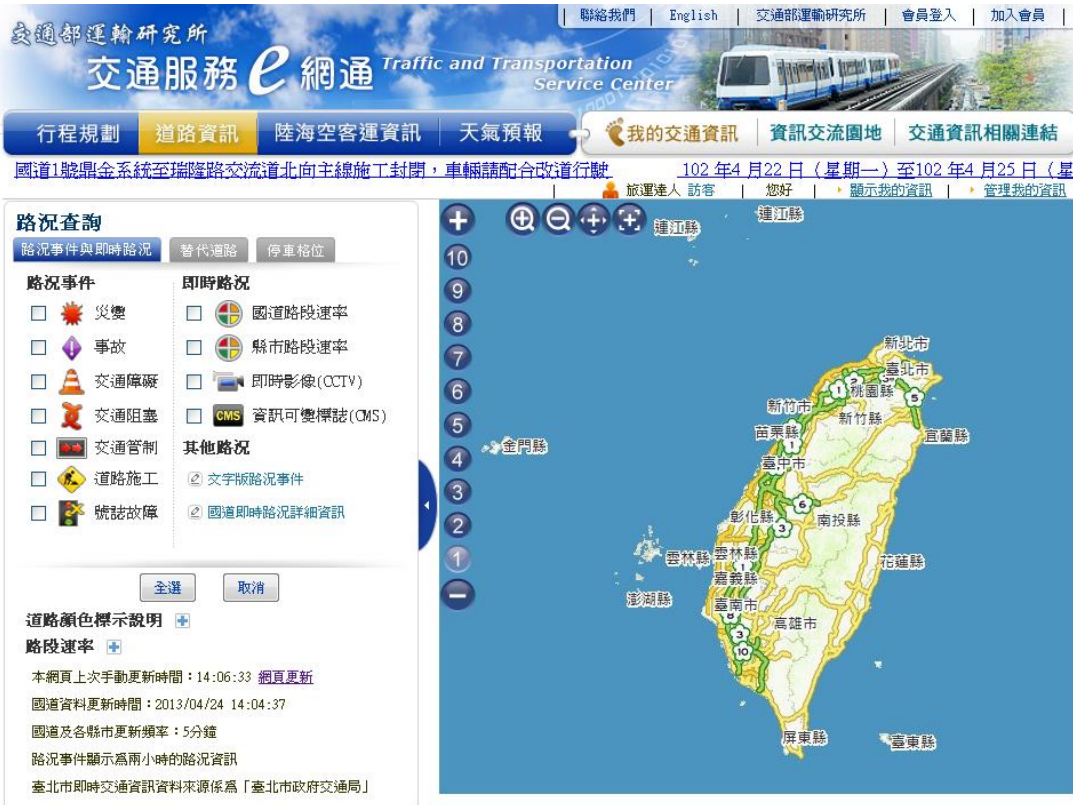 聯絡我們 | English | 交通部運輸研究所 | 會員登入 | 加入會員 |
交通部運輸研究所
交通服務e網通 Traffic and Transportation Service Center
行程規劃 道路資訊 陸海空客運資訊 天氣預報 我的交通資訊 資訊交流園地 交通資訊相關連結
國道1號鼎金系統至瑞隆路交流道北向主線施工封閉，車輛請配合改道行駛 102 年4 月22 日（星期一）至102 年4 月25 日（星
旅運達人 訪客 | 您好 | 顯示我的資訊 | 管理我的資訊
路況查詢
路況事件與即時路況 替代道路 停車格位
路況事件
災變
事故
交通障礙
交通阻塞
交通管制
道路施工
號誌故障
即時路況
國道路段速率
縣市路段速率
即時影像(CCTV)
CMS 資訊可變標誌(CMS)
其他路況
文字版路況事件
國道即時路況詳細資訊
全選 取消
道路顏色標示說明
路段速率
本網頁上次手動更新時間：14:06:33 網頁更新
國道資料更新時間：2013/04/24 14:04:37
國道及各縣市更新頻率：5分鐘
路況事件顯示為兩小時的路況資訊
臺北市即時交通資訊資料來源係為「臺北市政府交通局」
10
9
8
7
6
5
4
3
2
1
連江縣
連江縣
新北市
臺北市
桃園縣
新竹市
新竹縣
宜蘭縣
苗栗縣
金門縣
臺中市
彰化縣
南投縣
雲林縣
雲林縣
花蓮縣
嘉義縣
澎湖縣
臺南市
高雄市
屏東縣
臺東縣
1
2
5
1
6
3
1
8
3
10